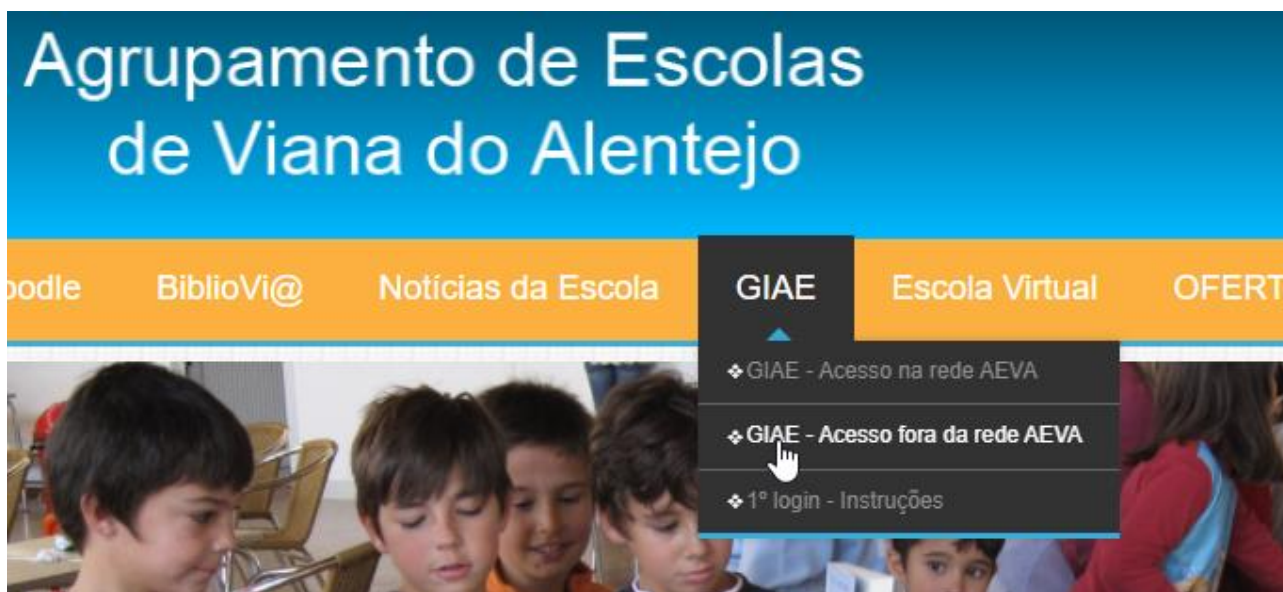 Agrupamento de Escolas
de Viana do Alentejo
oodle BiblioVi@ Notícias da Escola GIAE Escola Virtual OFERT
❖GIAE - Acesso na rede AEVA
❖GIAE - Acesso fora da rede AEVA
❖1º login - Instruções